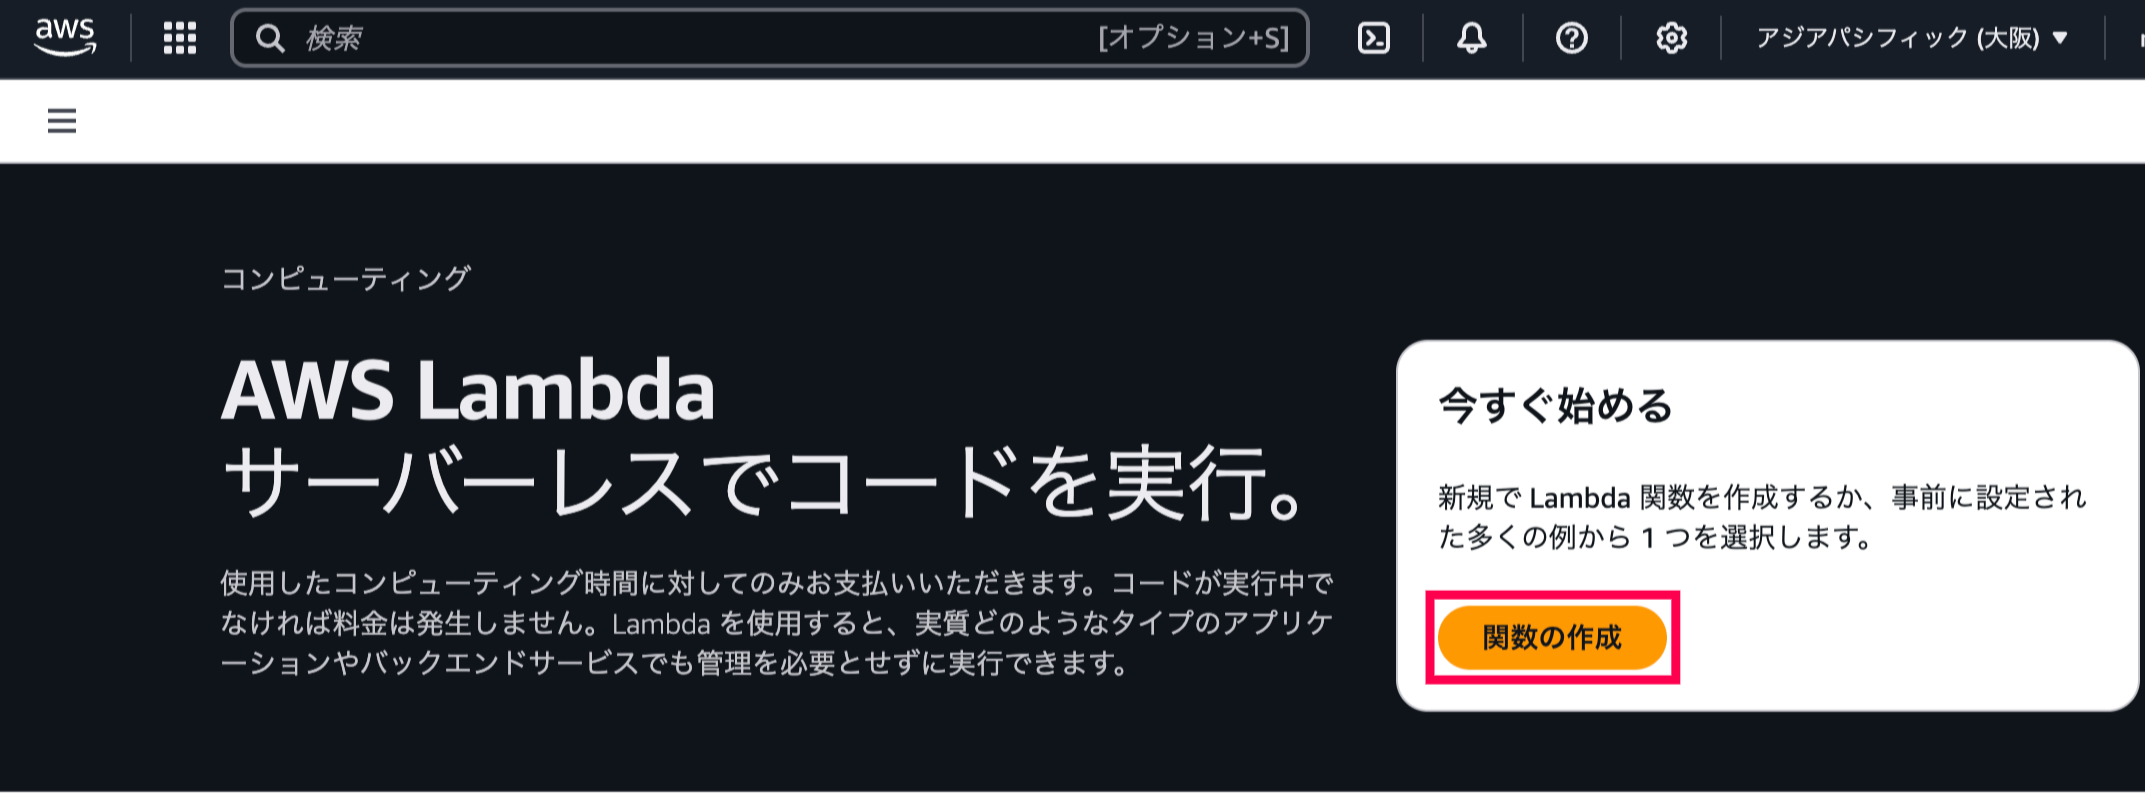 aws
検索
[オプション+S]
アジアパシフィック (大阪) ▼
コンピューティング
AWS Lambda
サーバーレスでコードを実行。
使用したコンピューティング時間に対してのみお支払いいただきます。コードが実行中で
なければ料金は発生しません。Lambda を使用すると、実質どのようなタイプのアプリケ
ーションやバックエンドサービスでも管理を必要とせずに実行できます。
今すぐ始める
新規で Lambda 関数を作成するか、事前に設定され
た多くの例から 1 つを選択します。
関数の作成